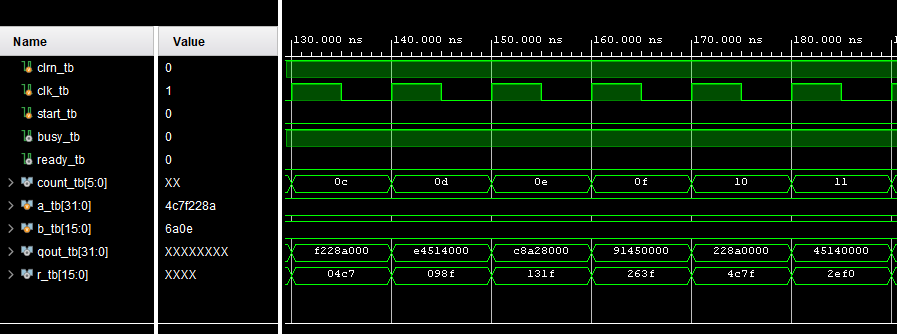 Name Value 130.000 ns 140.000 ns 150.000 ns 160.000 ns 170.000 ns 180.000 ns
clrn_tb 0
clk_tb 1
start_tb 0
busy_tb 0
ready_tb 0
count_tb[5:0] XX 0c 0d 0e 0f 10 11
a_tb[31:0] 4c7f228a
b_tb[15:0] 6a0e
qout_tb[31:0] XXXXXXXX f228a000 e4514000 c8a28000 91450000 228a0000 45140000
r_tb[15:0] XXXX 04c7 098f 131f 263f 4c7f 2ef0